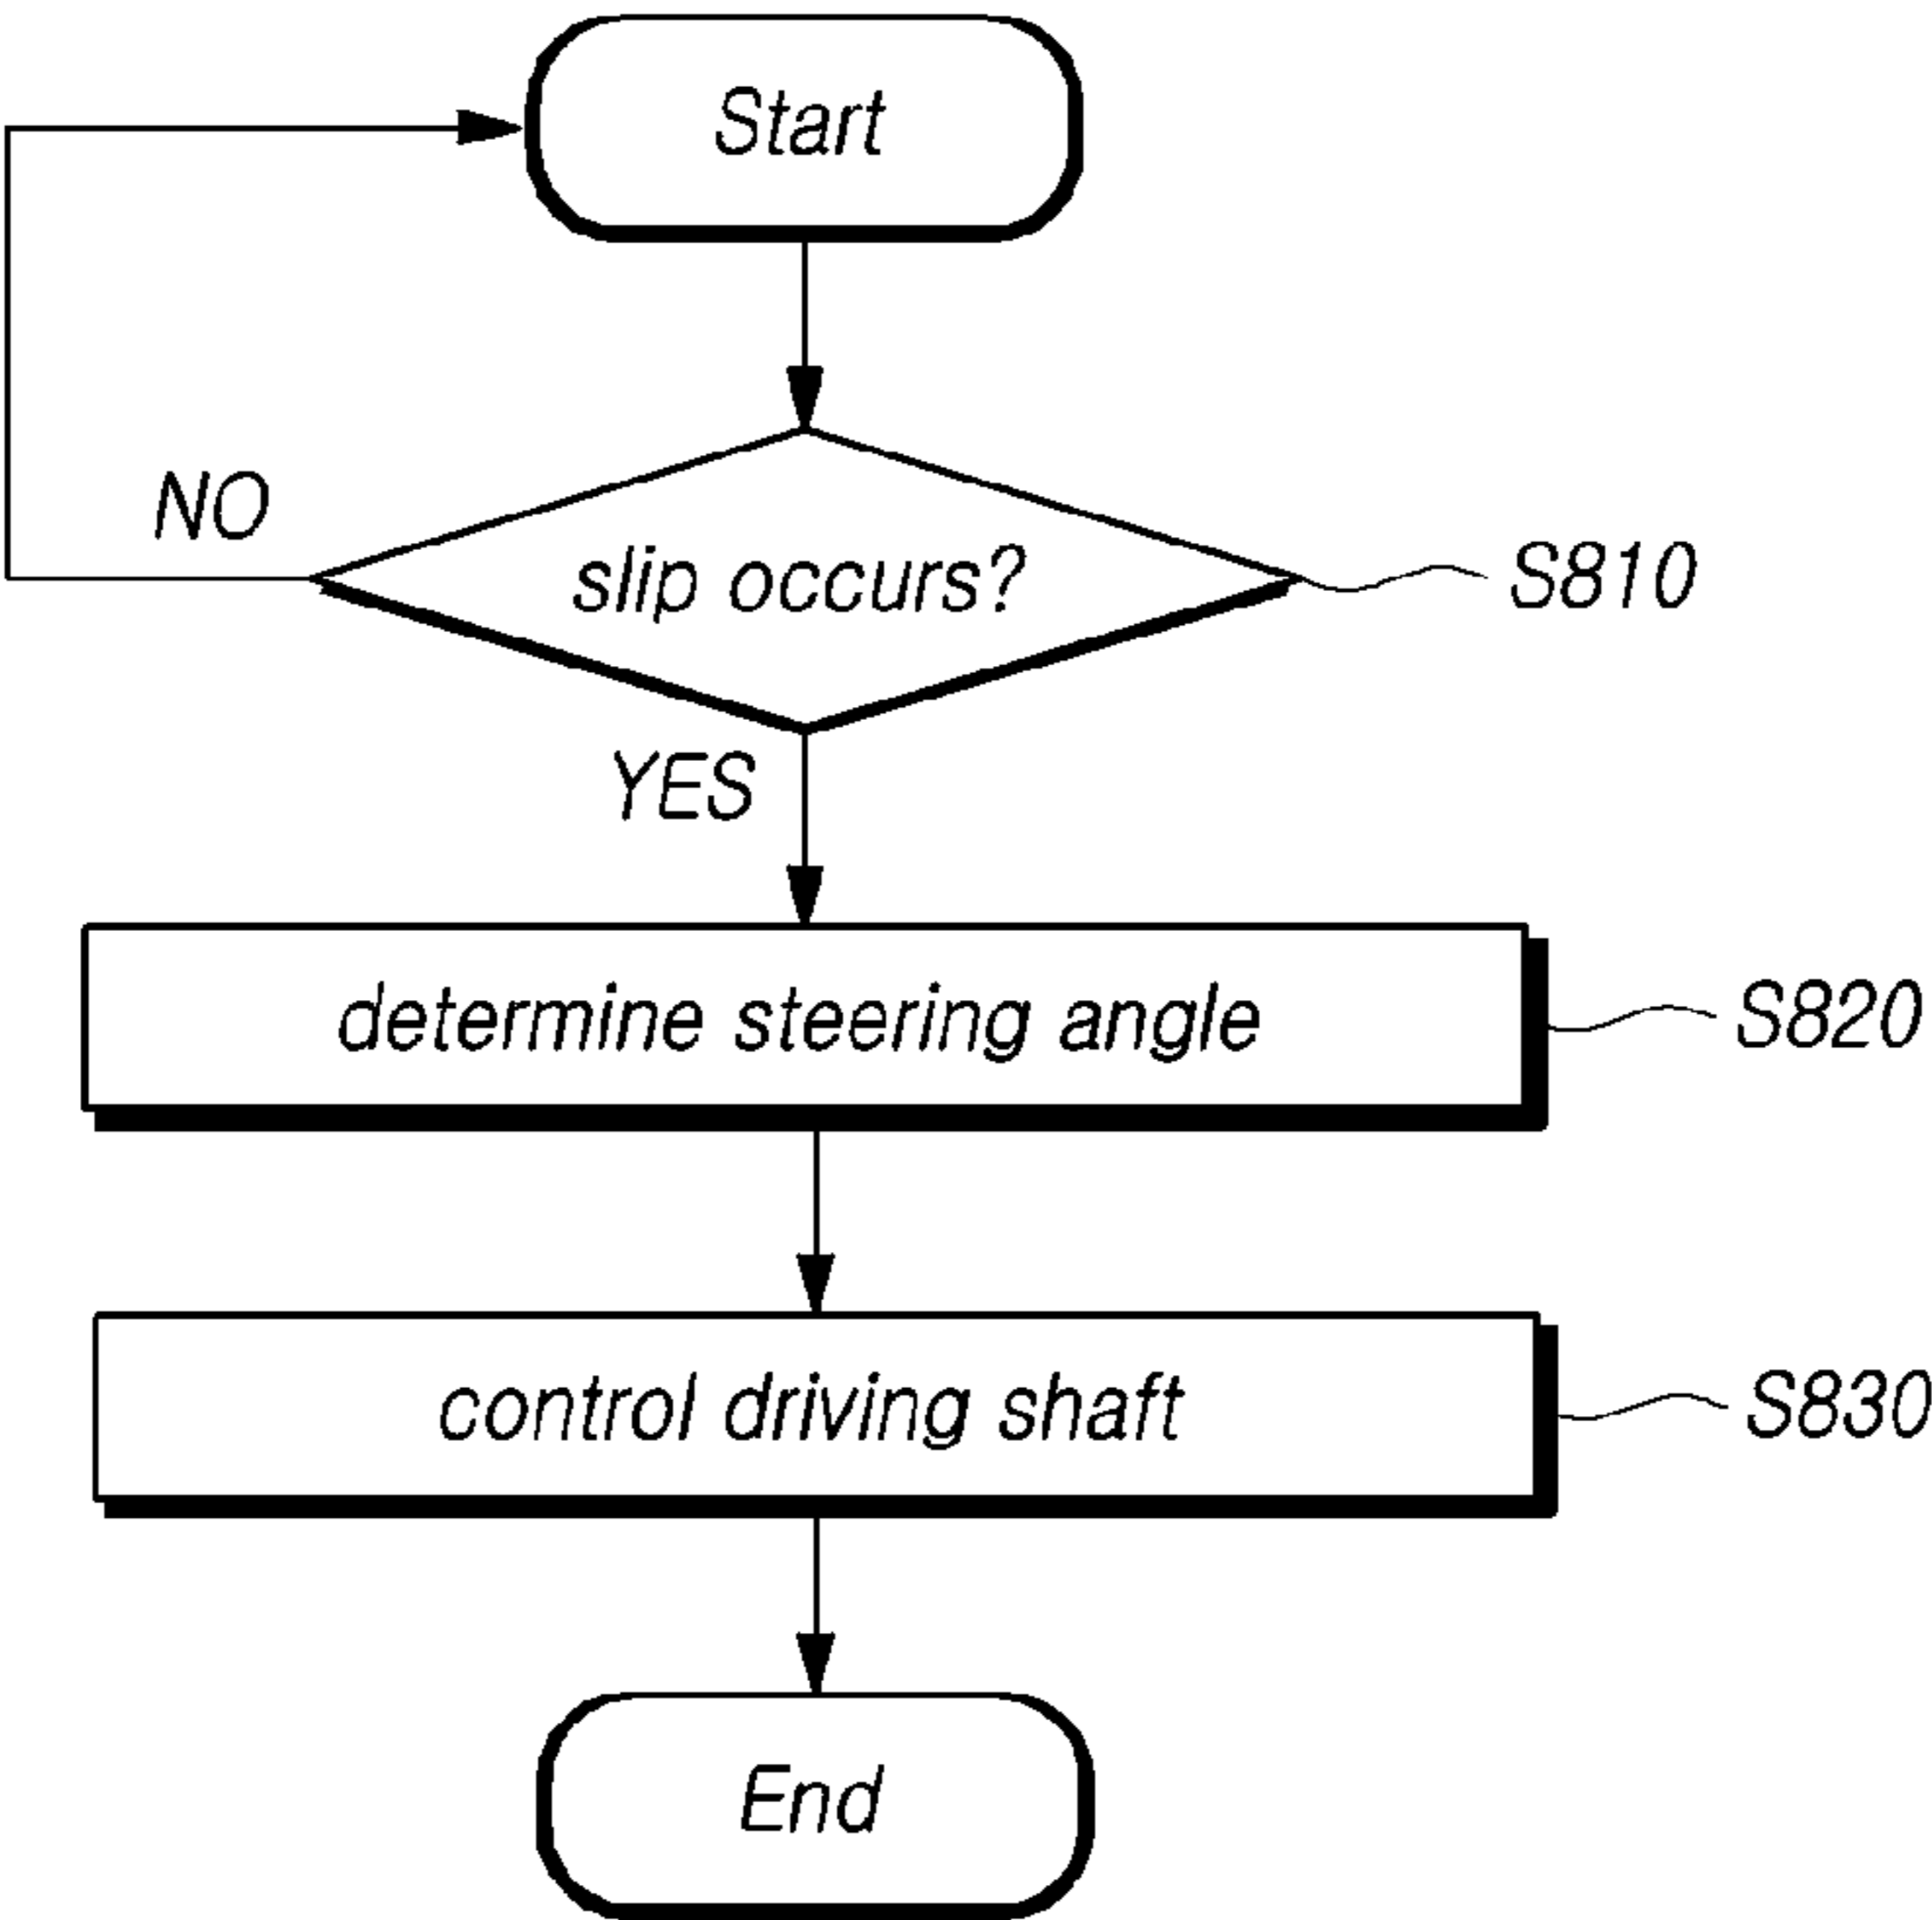 Start
NO
slip occurs?
S810
YES
determine steering angle
S820
control driving shaft
S830
End